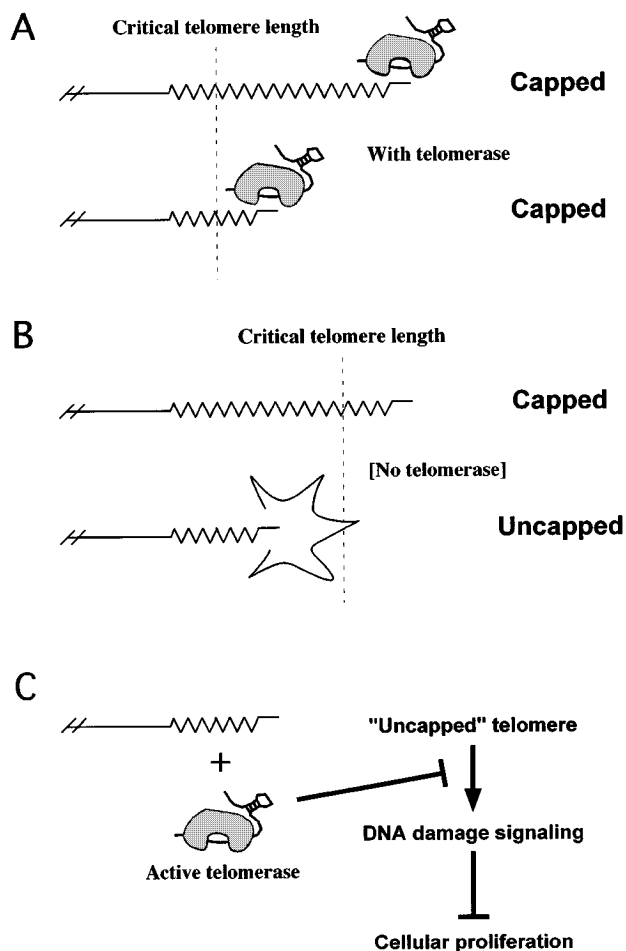 A
Critical telomere length
Capped
With telomerase
Capped
B
Critical telomere length
Capped
[No telomerase]
Uncapped
C
"Uncapped" telomere
+
DNA damage signaling
Active telomerase
Cellular proliferation